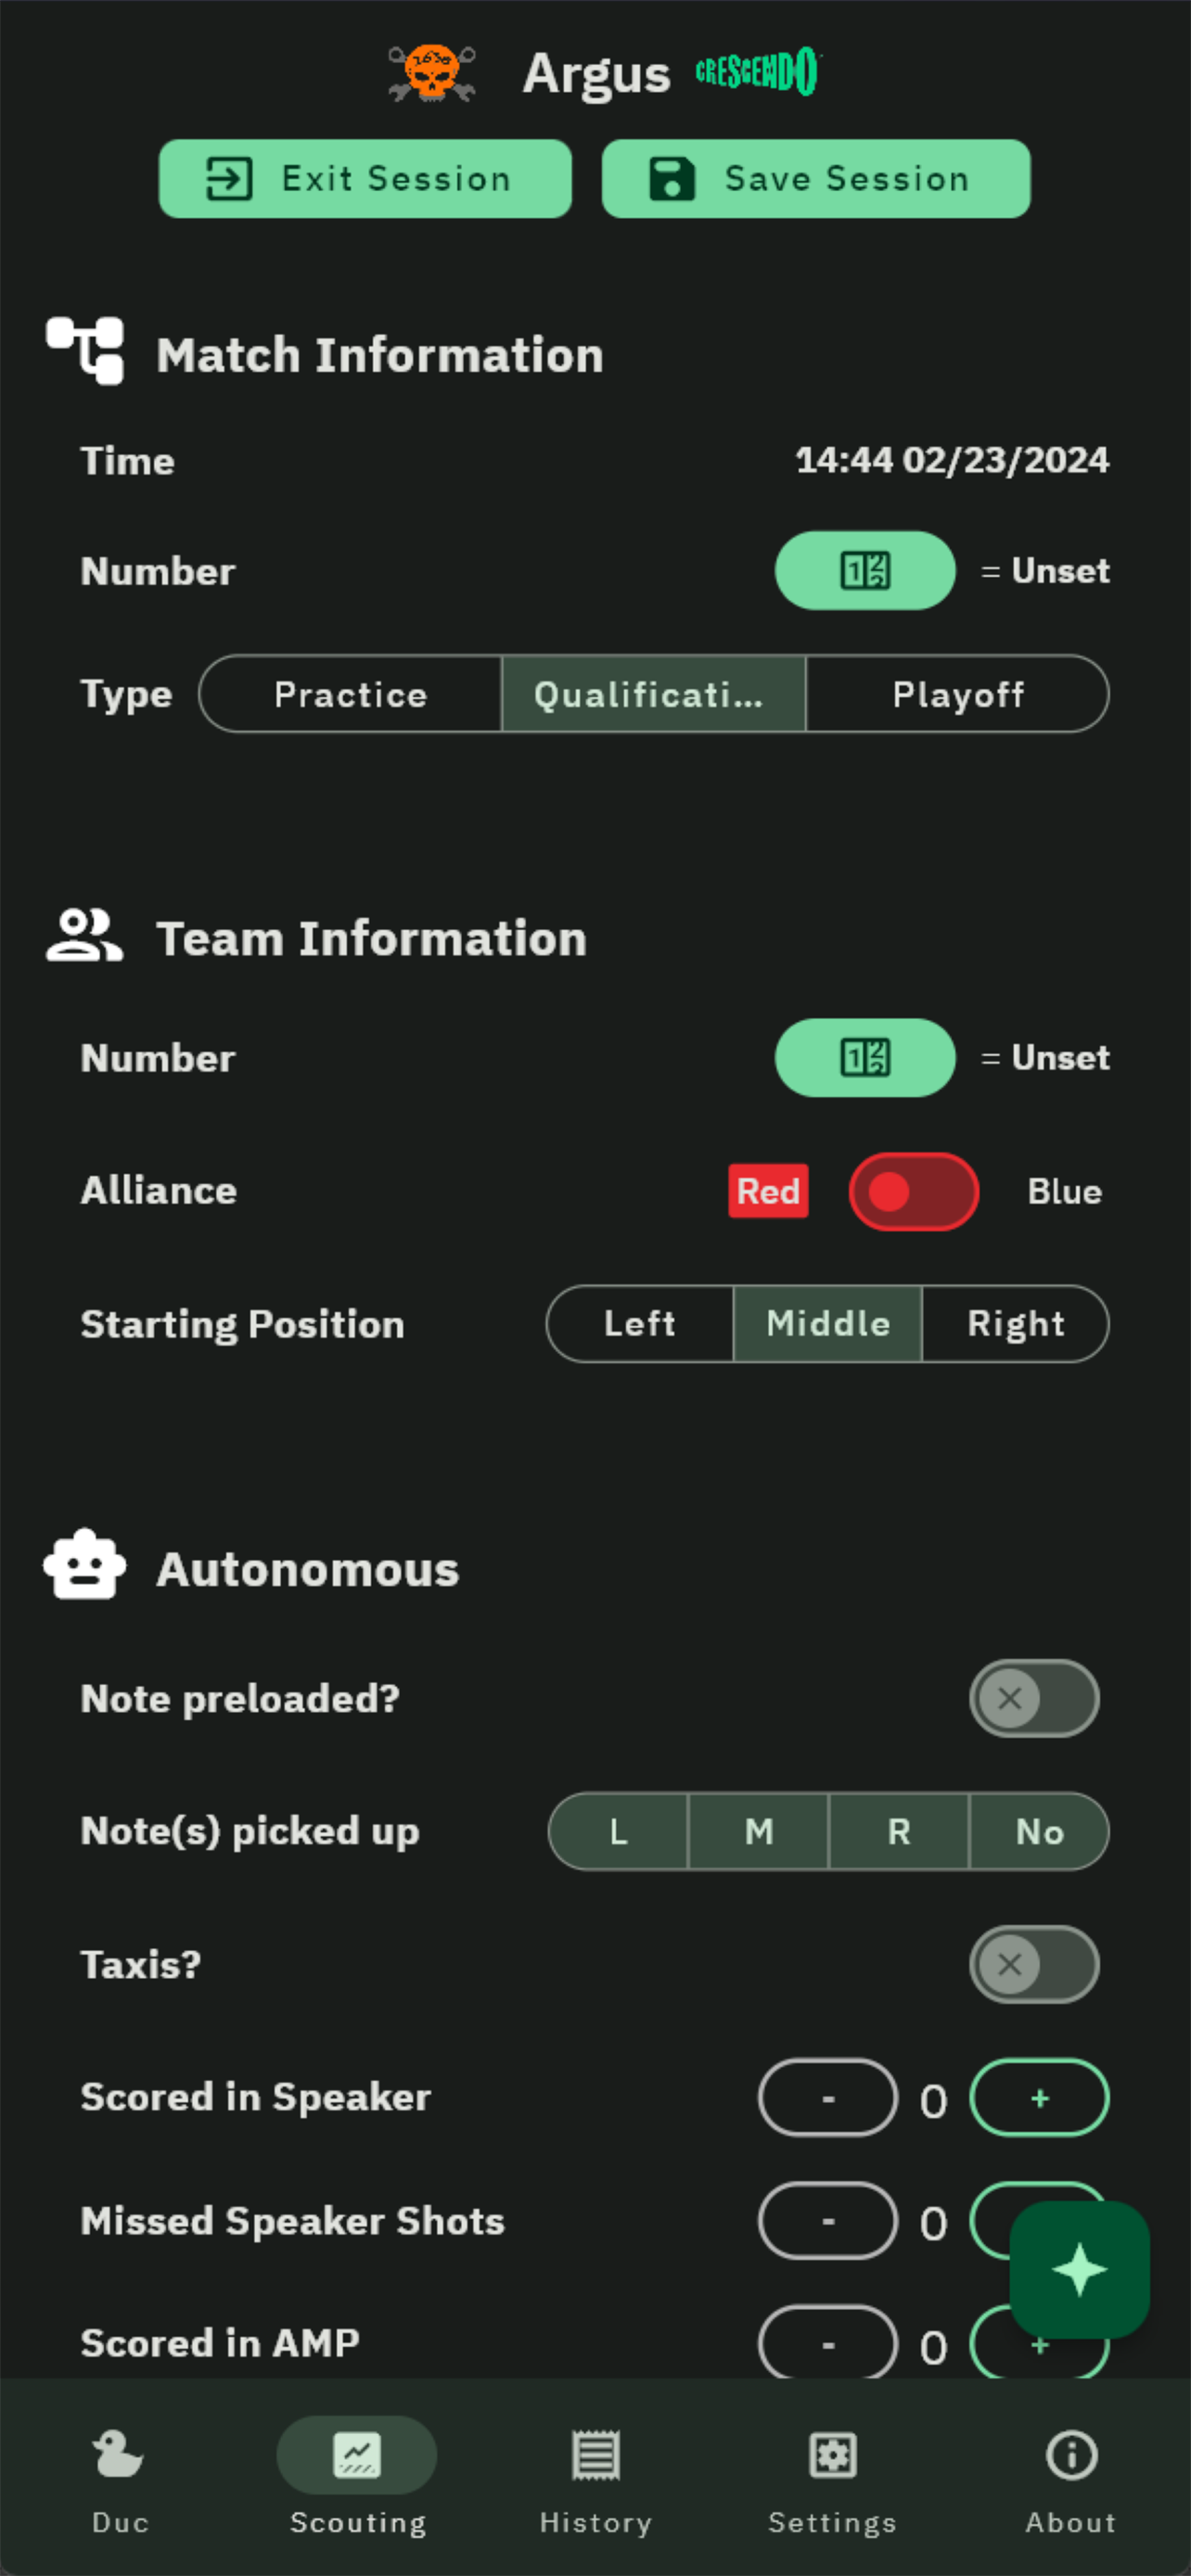 Argus CRESCENDO
Exit Session Save Session
Match Information
Time 14:44 02/23/2024
Number = Unset
Type Practice Qualificati... Playoff
Team Information
Number = Unset
Alliance Red Blue
Starting Position Left Middle Right
Autonomous
Note preloaded?
Note(s) picked up L M R No
Taxis?
Scored in Speaker - 0 +
Missed Speaker Shots - 0
Scored in AMP - 0 +
Duc Scouting History Settings About